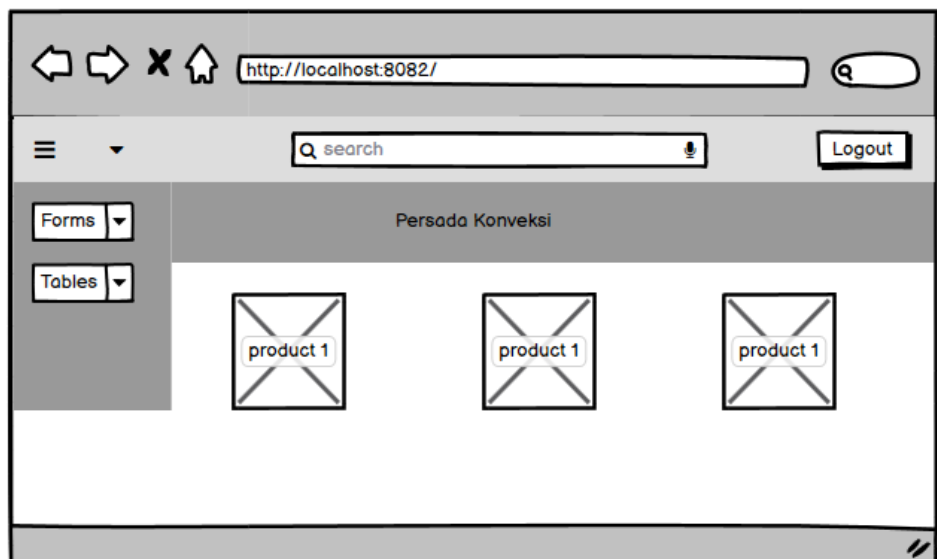 http://localhost:8082/
search
Logout
Forms
Persada Konveksi
Tables
product 1
product 1
product 1